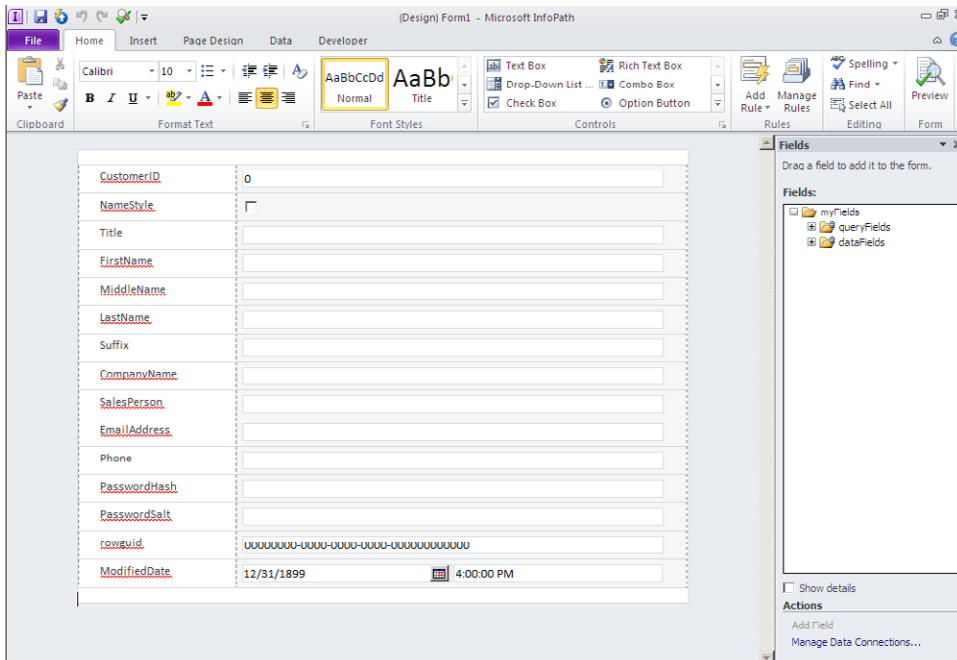 (Design) Form1 - Microsoft InfoPath
File Home Insert Page Design Data Developer
Paste
Calibri 10
B I U ab A
AaBbCcDd
Normal
AaBb
Title
ab Text Box
Drop-Down List ...
Check Box
Rich Text Box
Combo Box
Option Button
Add
Rule
Manage
Rules
ABC Spelling
Find
Select All
Preview
Clipboard Format Text Font Styles Controls Rules Editing Form
Fields
Drag a field to add it to the form.
Fields:
myFields
queryFields
dataFields
CustomerID 0
NameStyle
Title
FirstName
MiddleName
LastName
Suffix
CompanyName
SalesPerson
EmailAddress
Phone
PasswordHash
PasswordSalt
rowguid 00000000-0000-0000-0000-000000000000
ModifiedDate 12/31/1899 4:00:00 PM
Show details
Actions
Add Field
Manage Data Connections...